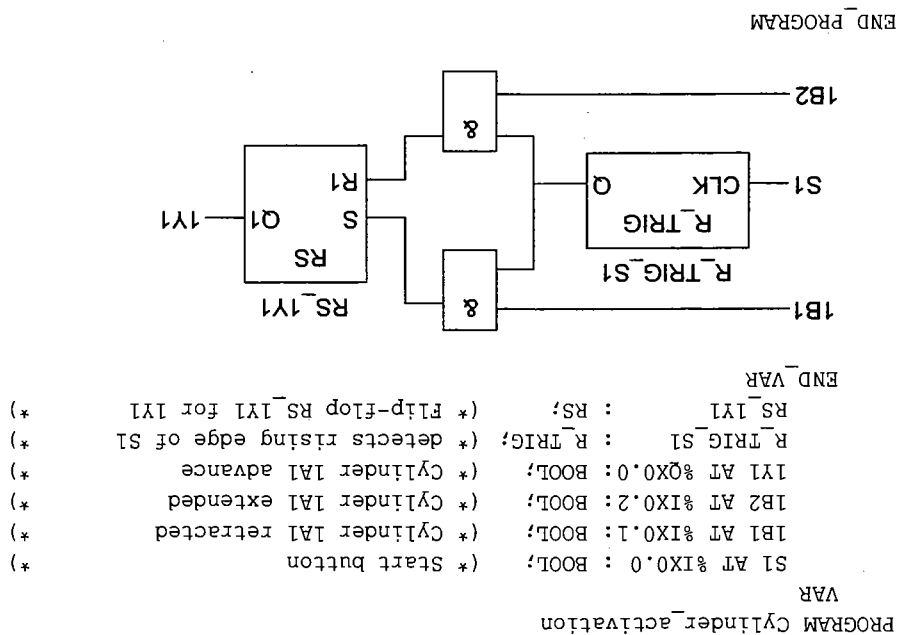 PROGRAM Cylinder_activation
VAR
S1 AT %IX0.0 : BOOL; (* Start button *)
1B1 AT %IX0.1: BOOL; (* Cylinder 1A1 retracted *)
1B2 AT %IX0.2: BOOL; (* Cylinder 1A1 extended *)
1Y1 AT %QX0.0: BOOL; (* Cylinder 1A1 advance *)
R_TRIG_S1 : R_TRIG; (* detects rising edge of S1 *)
RS_1Y1 : RS; (* Flip-flop RS_1Y1 for 1Y1 *)
END_VAR
1B1
&
RS_1Y1
R_TRIG_S1
RS
R_TRIG
S Q1 1Y1
S1 CLK Q
R1
&
1B2
END_PROGRAM